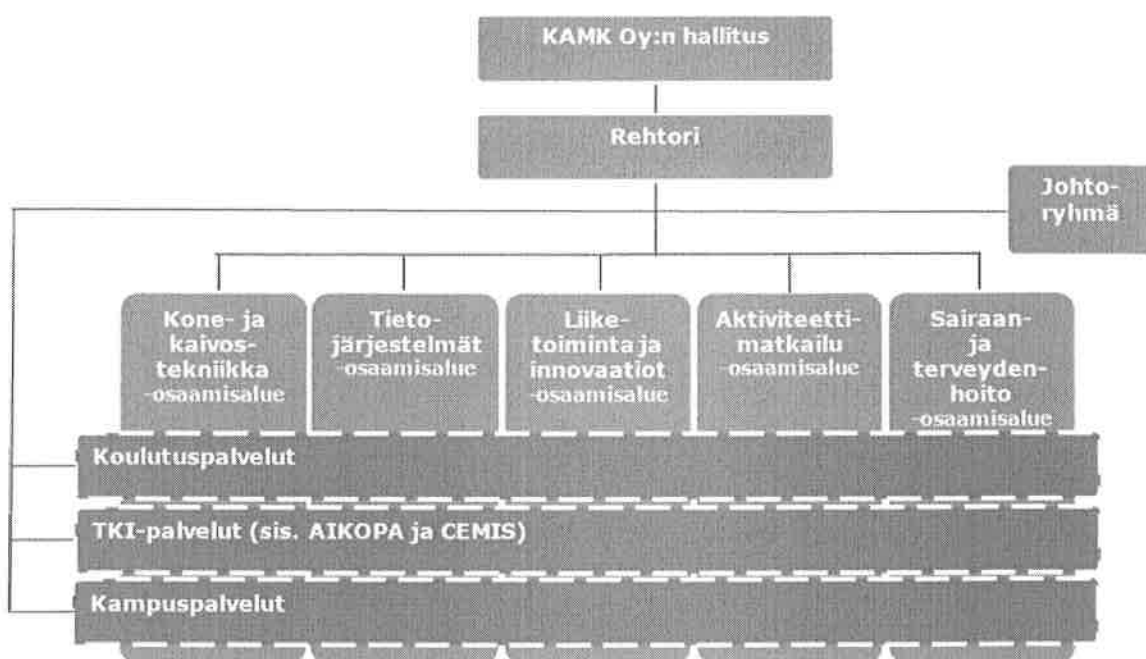 KAMK Oy:n hallitus
Rehtori
Johto-
ryhmä
Kone- ja
kaivos-
tekniikka
-osaamisalue
Tieto-
järjestelmät
-osaamisalue
Liike-
toiminta ja
innovaatiot
-osaamisalue
Aktiviteetti-
matkailu
-osaamisalue
Sairaan-
ja
terveyden-
hoito
-osaamisalue
Koulutuspalvelut
TKI-palvelut (sis. AIKOPA ja CEMIS)
Kampuspalvelut